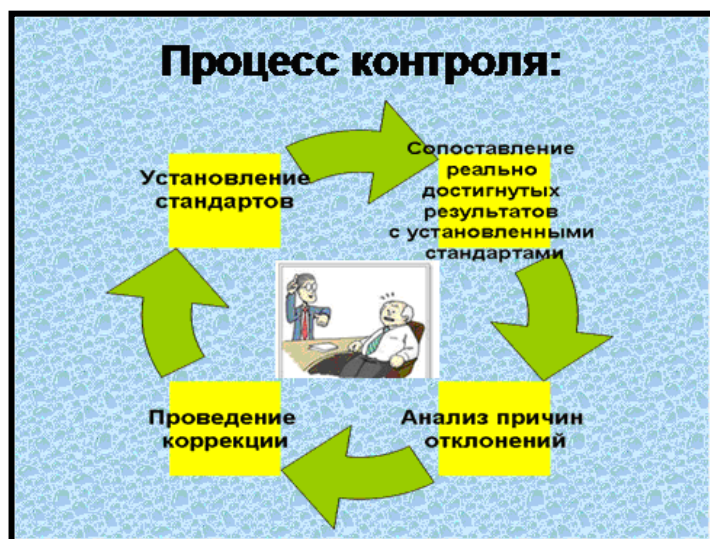 Процесс контроля:
Установление
стандартов
Сопоставление
реально
достигнутых
результатов
с установленными
стандартами
Анализ причин
отклонений
Проведение
коррекции